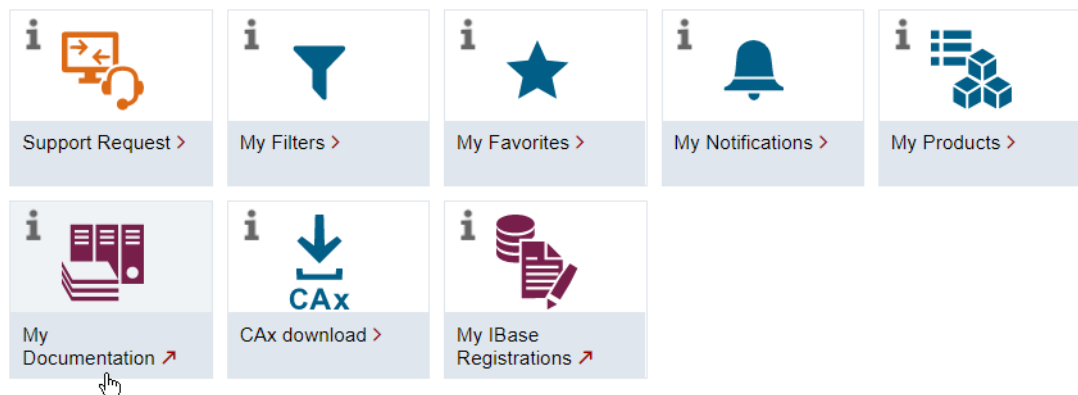 Support Request >
My Filters >
My Favorites >
My Notifications >
My Products >
CAx
My
Documentation ↗
CAx download >
My IBase
Registrations ↗